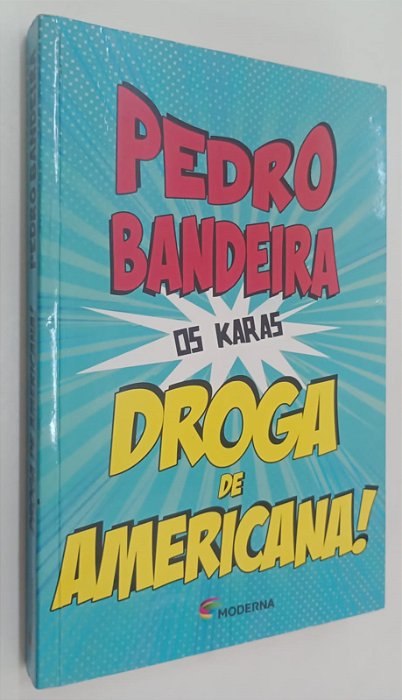 PEDRO
BANDEIRA
OS KARAS
DROGA
DE
AMERICANA!
MODERNA